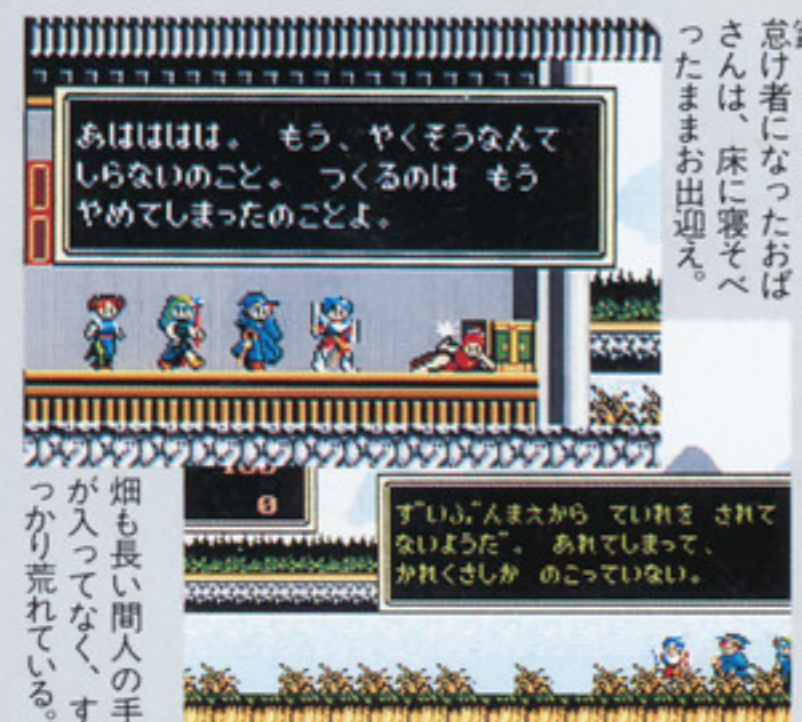 怠け者になったおば
さんは、床に寝そべ
ったままお出迎え。
あはははは。 もう、やくそうなんて
しらないのこと。 つくるのは もう
やめてしまったのことよ。
0
ず"いふ"んまえから ていれを されて
ないようだ"。 あれてしまって、
かれくさしか のこっていない。
畑も長い間人の手
が入ってなく、す
っかり荒れている。